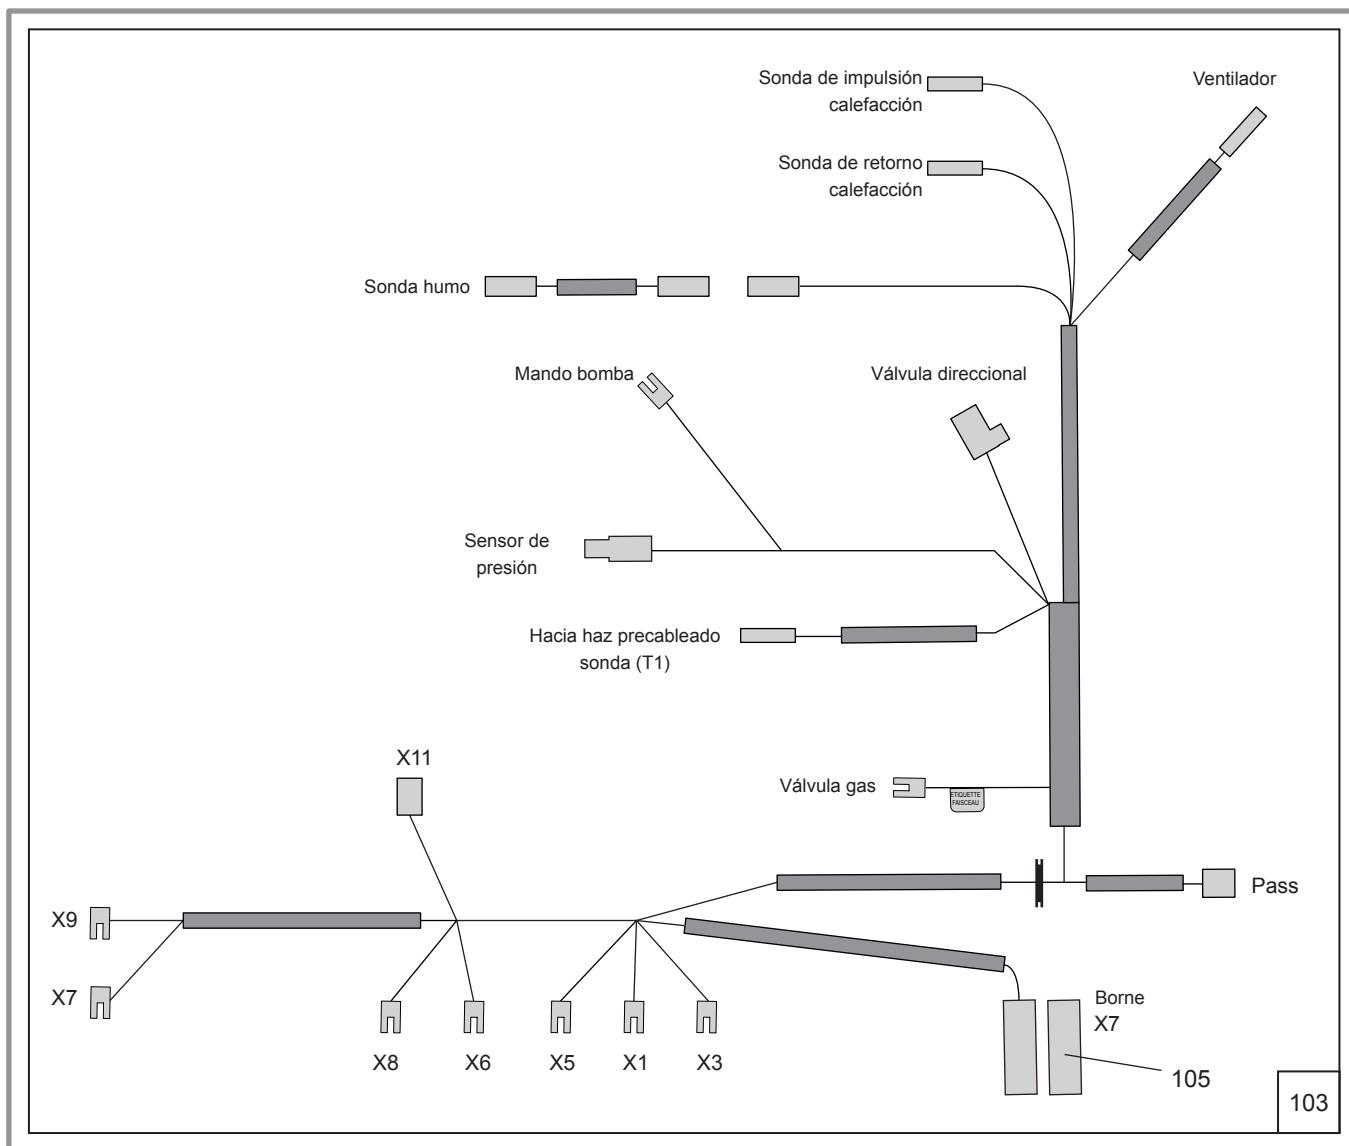 Sonda de impulsión
calefacción
Ventilador
Sonda de retorno
calefacción
Sonda humo
Mando bomba
Válvula direccional
Sensor de
presión
Hacia haz precableado
sonda (T1)
X11
Válvula gas
ETIQUETTE
FAISCEAU
Pass
X9
X7
Borne
X7
X8
X6
X5
X1
X3
105
103